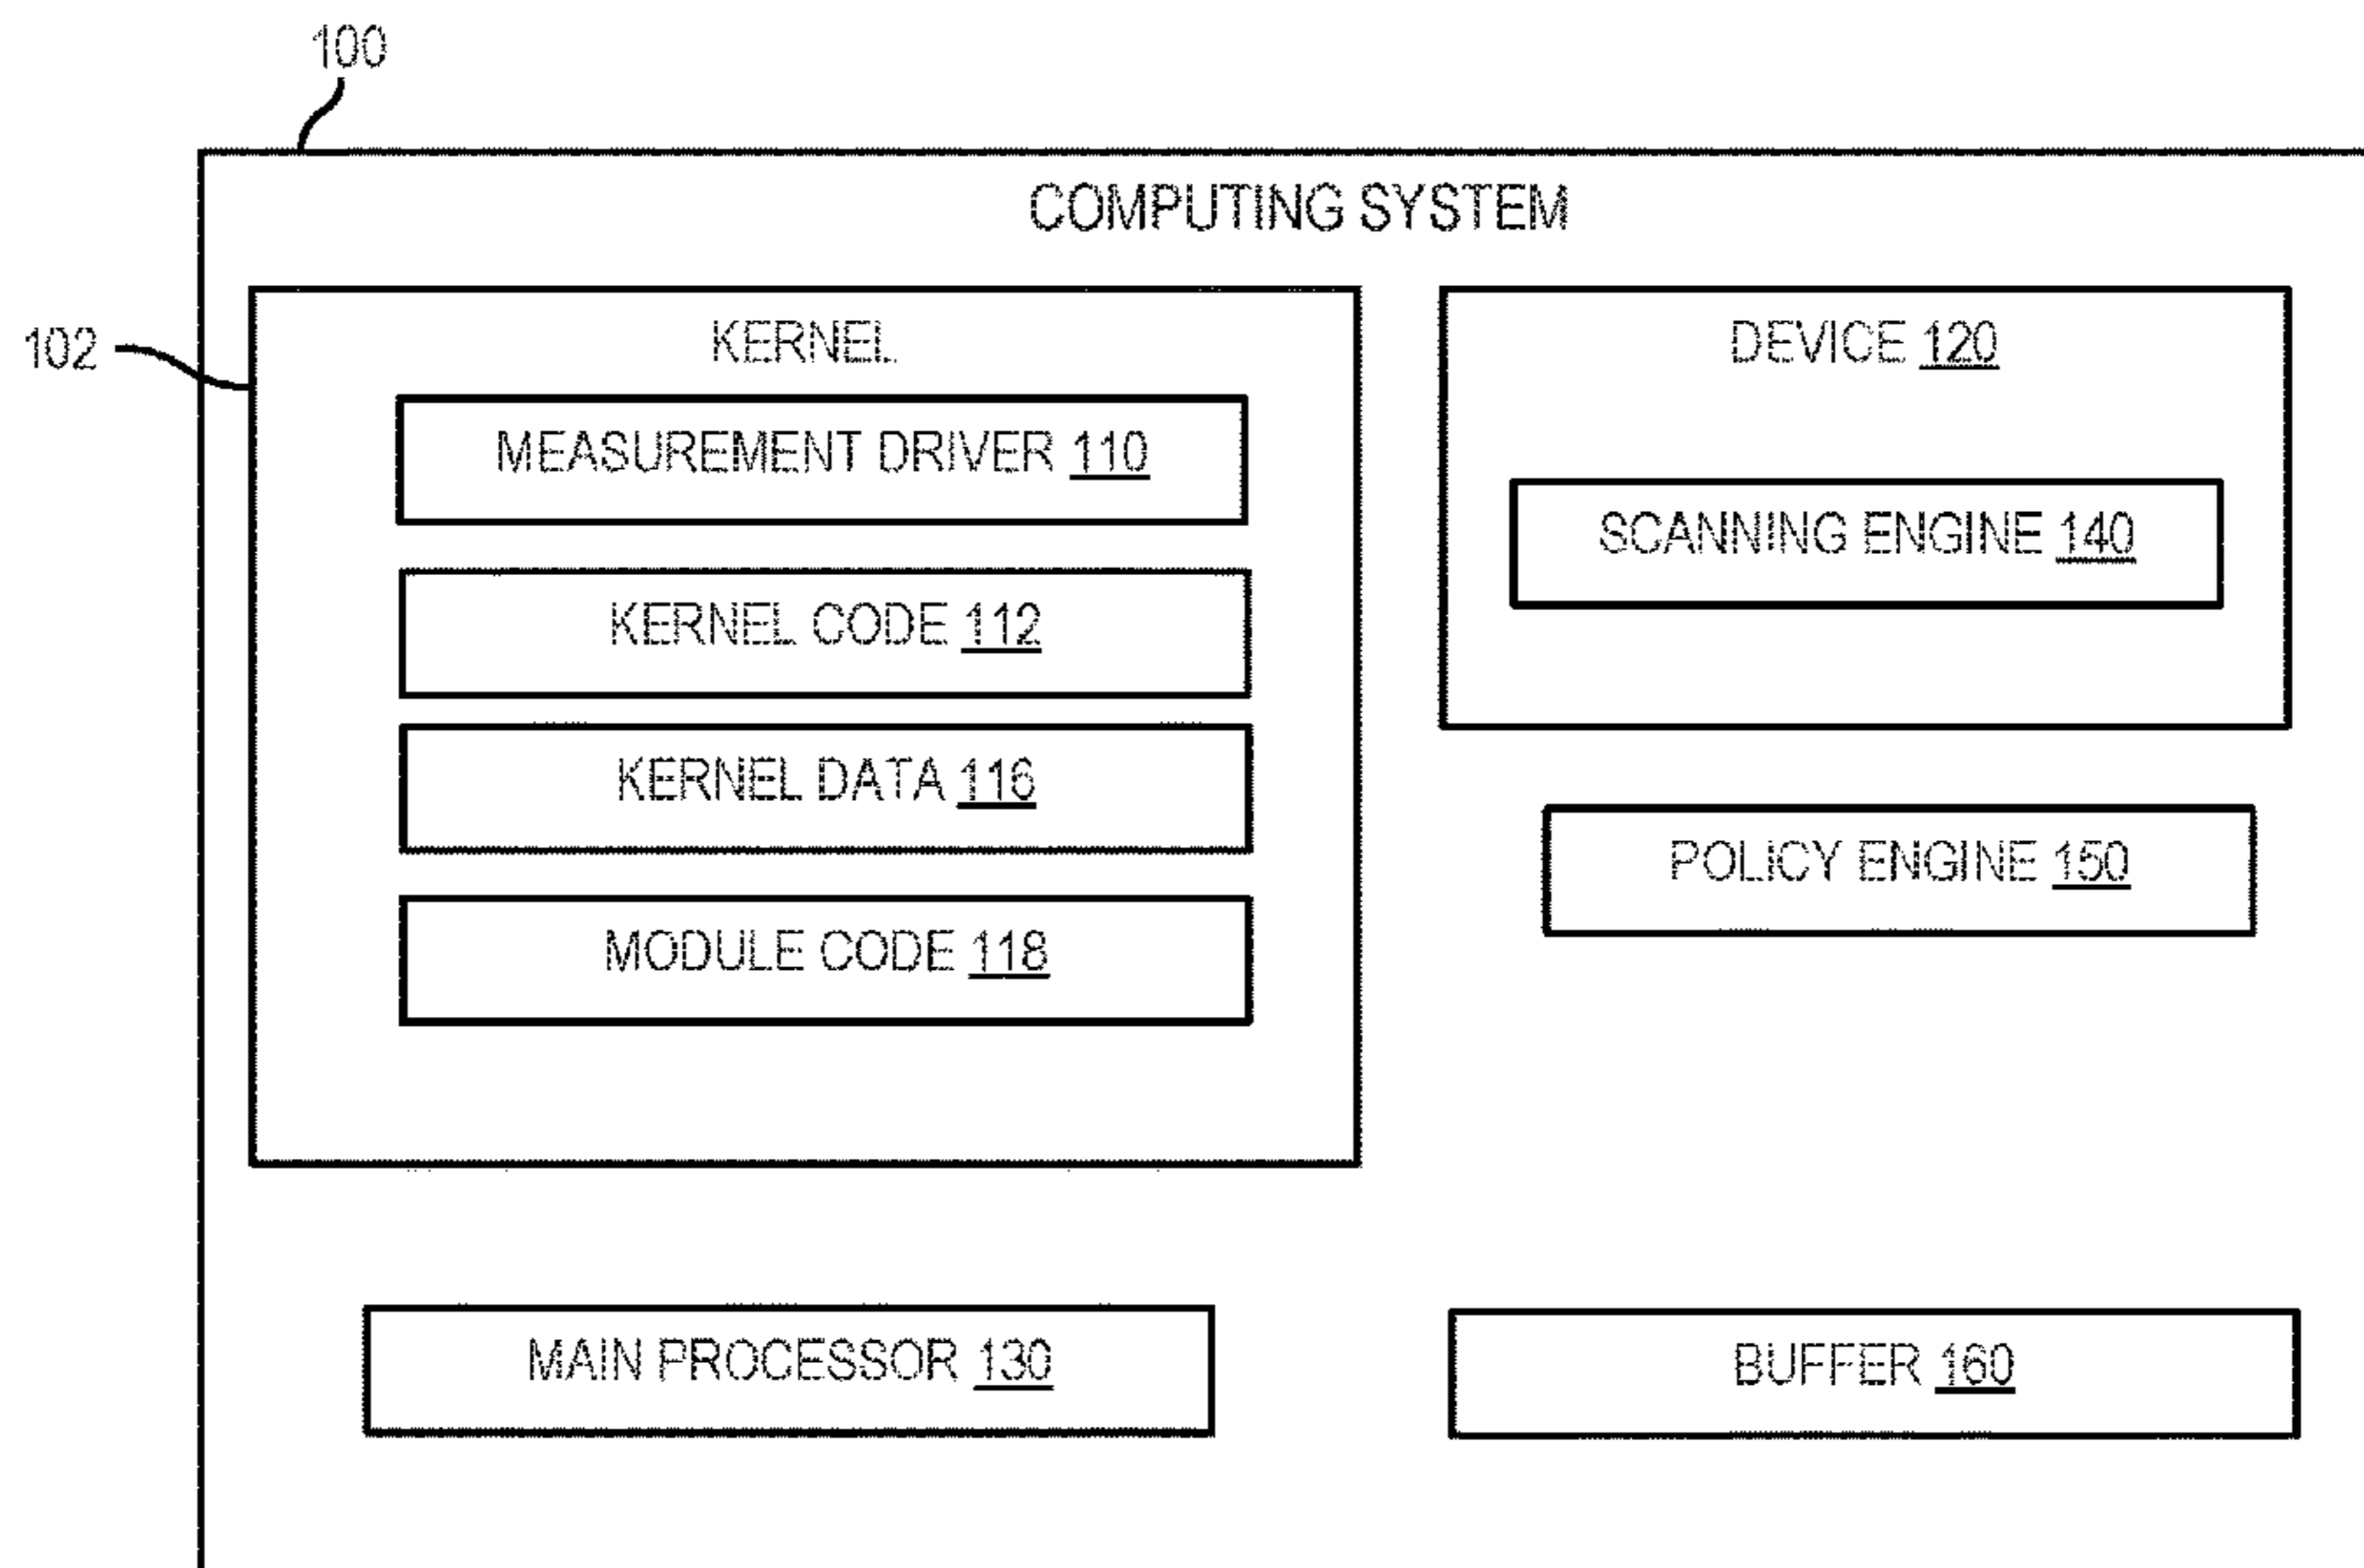 100
COMPUTING SYSTEM
102
KERNEL
MEASUREMENT DRIVER 110
KERNEL CODE 112
KERNEL DATA 116
MODULE CODE 118
DEVICE 120
SCANNING ENGINE 140
POLICY ENGINE 150
MAIN PROCESSOR 130
BUFFER 160